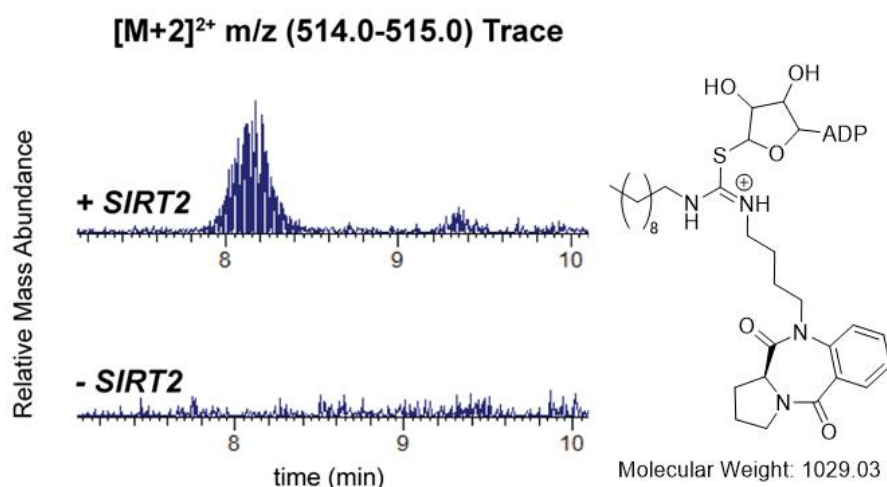 [M+2]²⁺ m/z (514.0-515.0) Trace
Relative Mass Abundance
+ SIRT2
8
9
10
- SIRT2
8
9
10
time (min)
HO
OH
ADP
O
S
⊕
N
H
NH
8
O
N
N
O
Molecular Weight: 1029.03